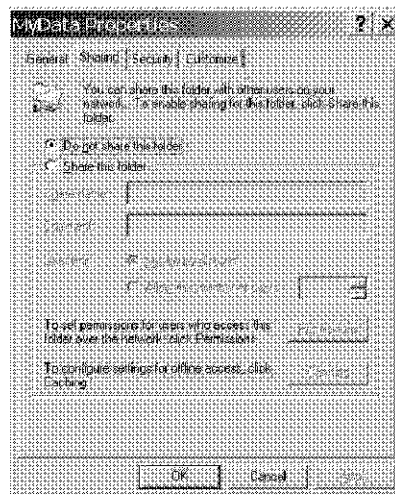 MyData Properties
General Sharing Security Customize
You can share this folder with other users on your
network. To enable sharing for this folder, click Share this
folder.
Do not share this folder
Share this folder
To set permissions for users who access this
folder over the network, click Permissions.
To configure settings for offline access, click
Caching.
OK Cancel